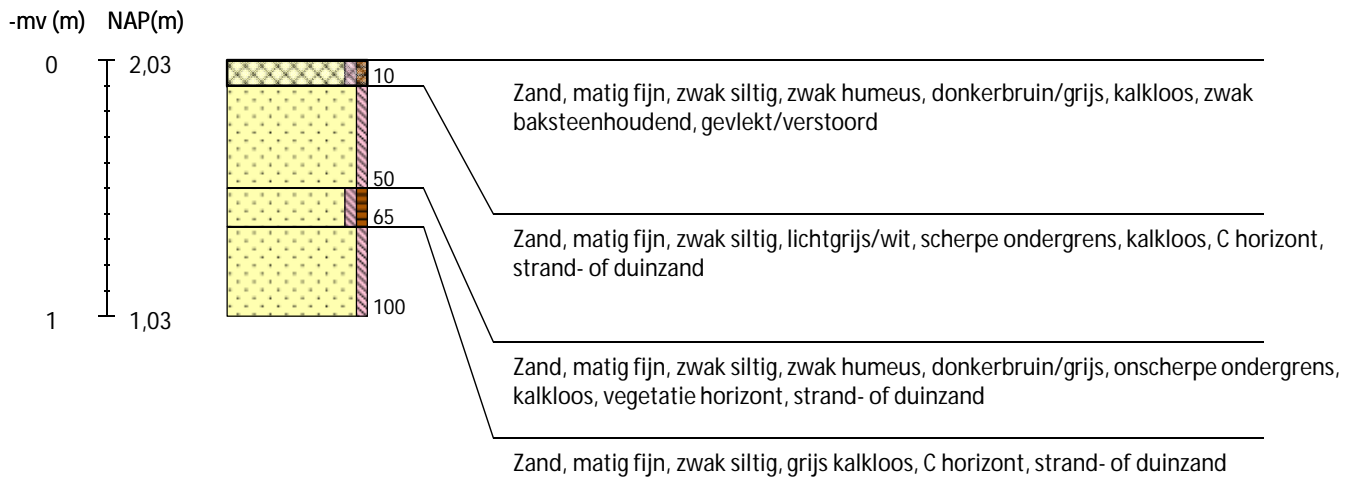 -mv (m) NAP(m)
0 2,03
10
Zand, matig fijn, zwak siltig, zwak humeus, donkerbruin/grijs, kalkloos, zwak
baksteenhoudend, gevlekt/verstoord
50
65
Zand, matig fijn, zwak siltig, lichtgrijs/wit, scherpe ondergrens, kalkloos, C horizont,
strand- of duinzand
100
1 1,03
Zand, matig fijn, zwak siltig, zwak humeus, donkerbruin/grijs, onscherpe ondergrens,
kalkloos, vegetatie horizont, strand- of duinzand
Zand, matig fijn, zwak siltig, grijs kalkloos, C horizont, strand- of duinzand